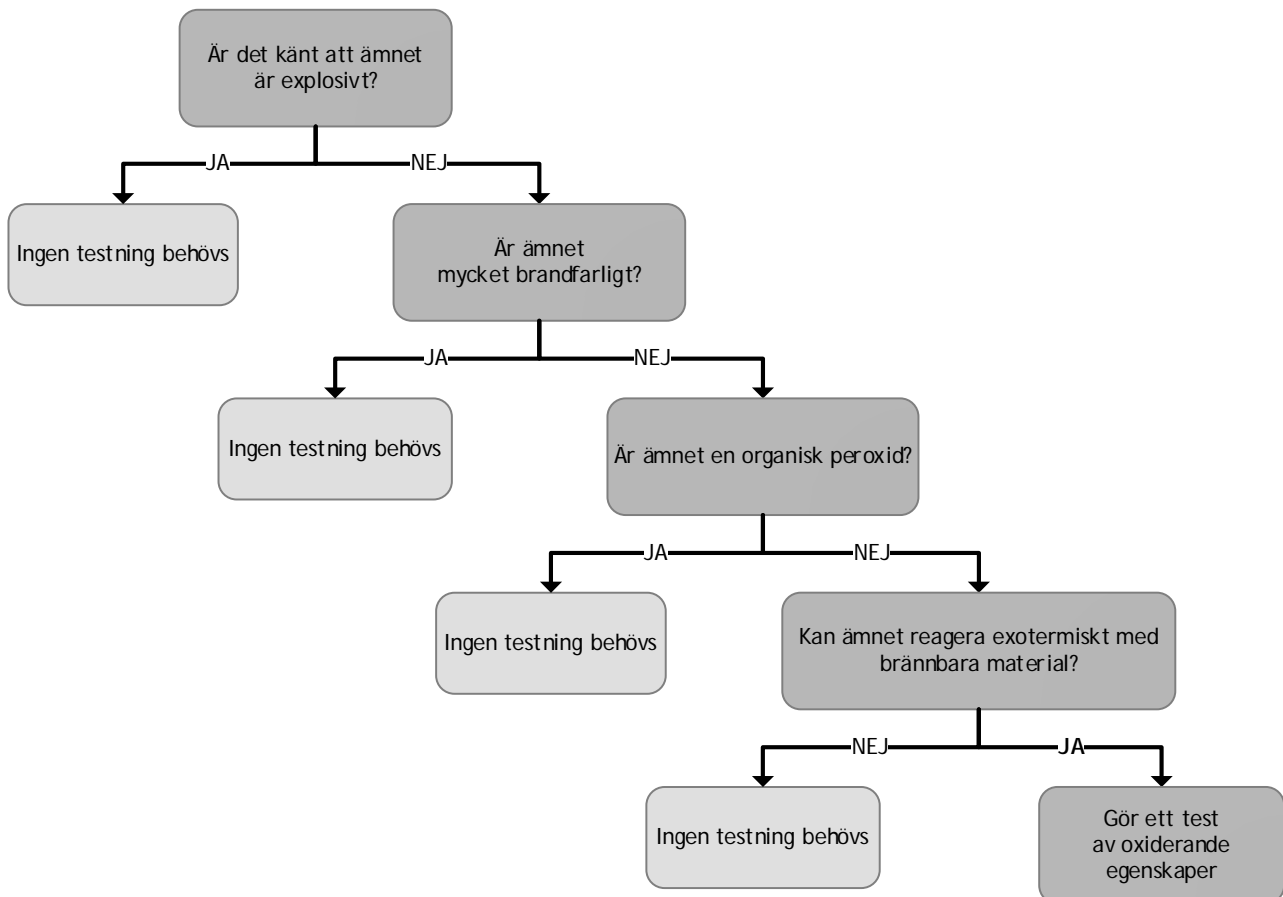 Är det känt att ämnet
är explosivt?
JA
NEJ
Ingen testning behövs
Är ämnet
mycket brandfarligt?
JA
NEJ
Ingen testning behövs
Är ämnet en organisk peroxid?
JA
NEJ
Ingen testning behövs
Kan ämnet reagera exotermiskt med
brännbara material?
NEJ
JA
Ingen testning behövs
Gör ett test
av oxiderande
egenskaper